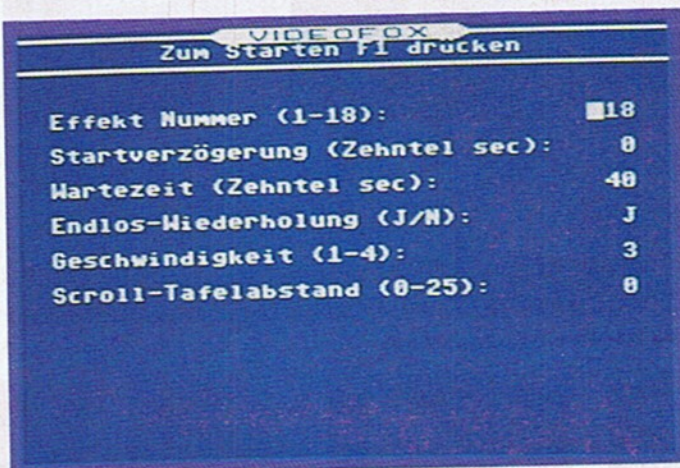 VIDEOFOX
Zum Starten F1 drücken
Effekt Nummer (1-18): 18
Startverzögerung (Zehntel sec): 0
Wartezeit (Zehntel sec): 40
Endlos-Wiederholung (J/N): J
Geschwindigkeit (1-4): 3
Scroll-Tafelabstand (0-25): 0